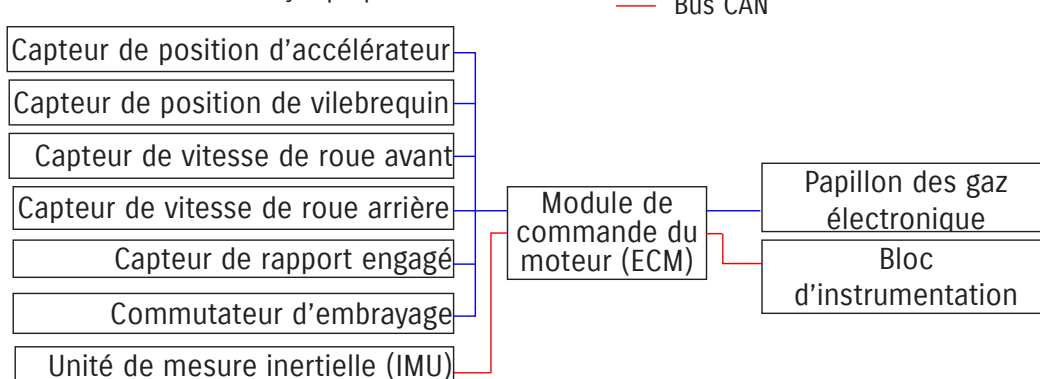 Bus CAN
Capteur de position d'accélérateur
Capteur de position de vilebrequin
Capteur de vitesse de roue avant
Capteur de vitesse de roue arrière
Capteur de rapport engagé
Commutateur d'embrayage
Unité de mesure inertielle (IMU)
Module de
commande du
moteur (ECM)
Papillon des gaz
électronique
Bloc
d'instrumentation